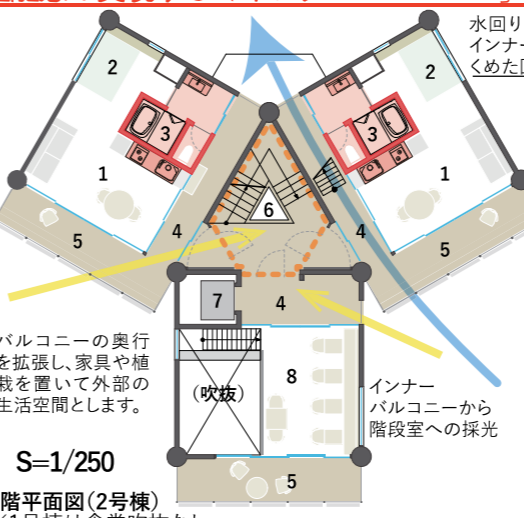 水回り
インナー
くめた[
2
2
3
3
1
1
6
4
4
5
5
7
4
バルコニーの奥行
を拡張し、家具や植
栽を置いて外部の
生活空間とします。
(吹抜)
8
インナー
バルコニーから
階段室への採光
S=1/250
5
階平面図(2号棟)